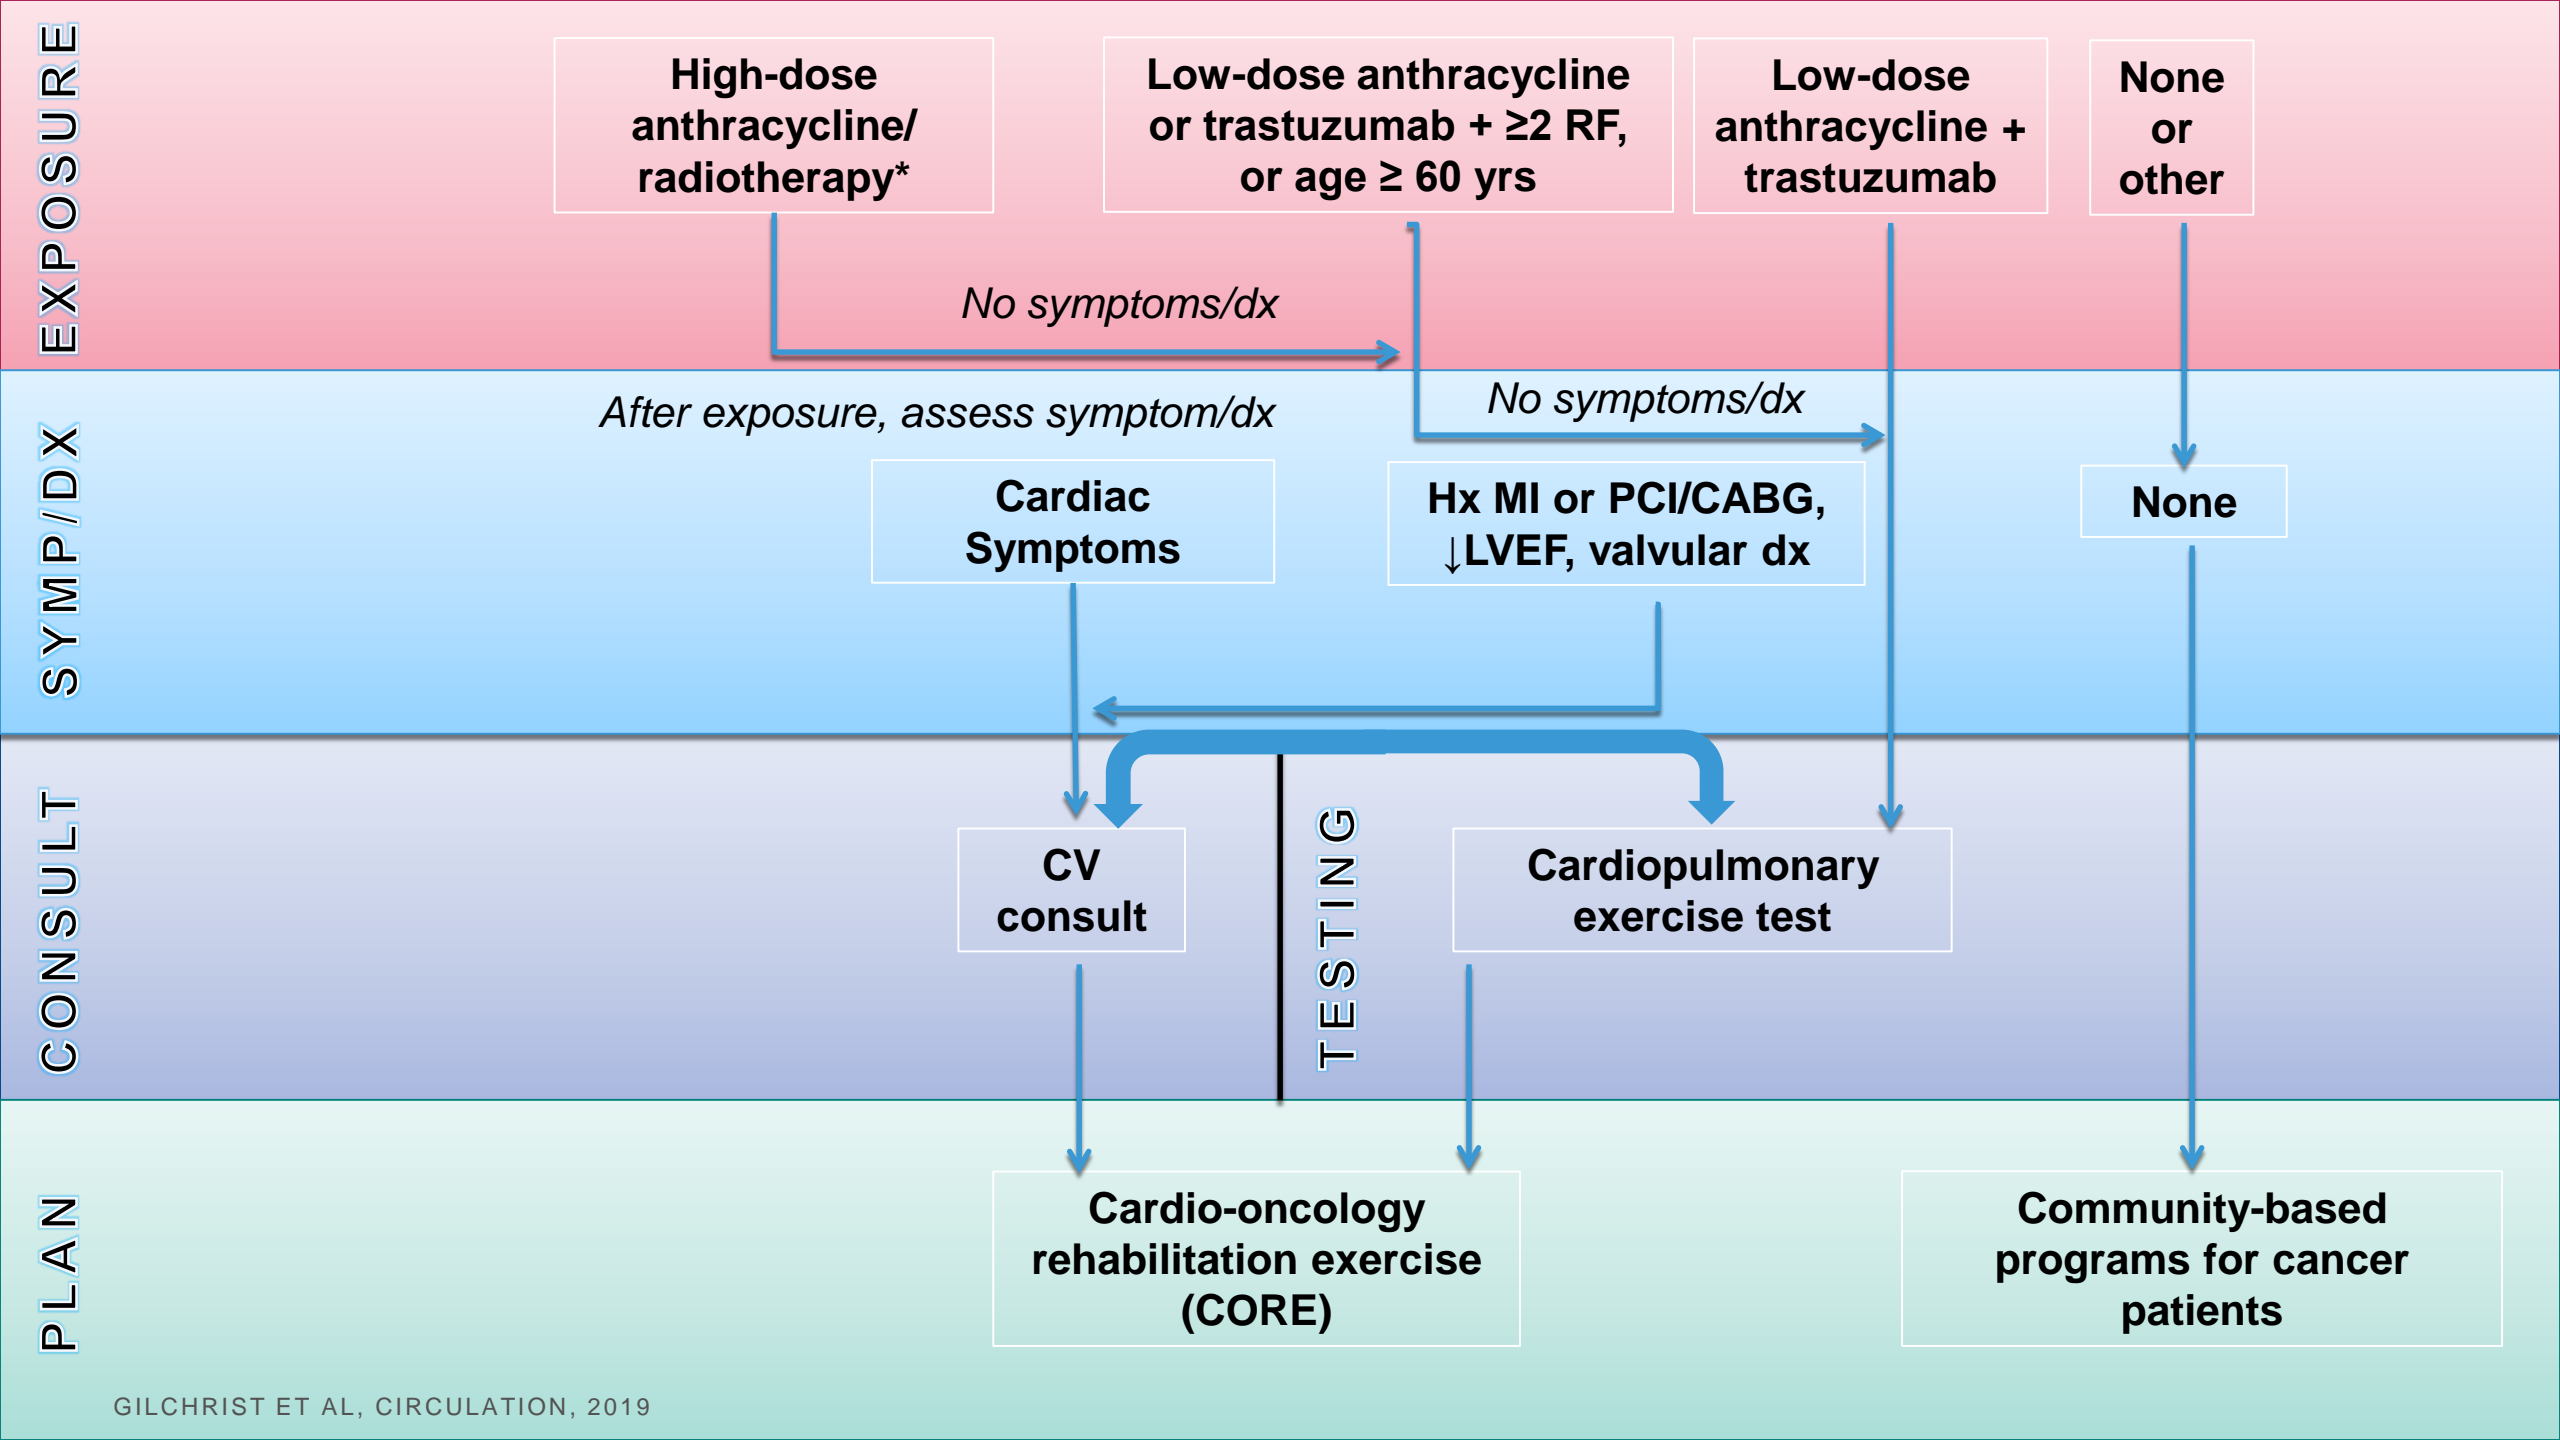 EXPOSURE
High-dose
anthracycline/
radiotherapy*
Low-dose anthracycline
or trastuzumab + ≥2 RF,
or age ≥ 60 yrs
Low-dose
anthracycline +
trastuzumab
None
or
other
No symptoms/dx
SYMP/DX
After exposure, assess symptom/dx
No symptoms/dx
Cardiac
Symptoms
Hx MI or PCI/CABG,
↓LVEF, valvular dx
None
CONSULT
CV
consult
TESTING
Cardiopulmonary
exercise test
PLAN
Cardio-oncology
rehabilitation exercise
(CORE)
Community-based
programs for cancer
patients
GILCHRIST ET AL, CIRCULATION, 2019